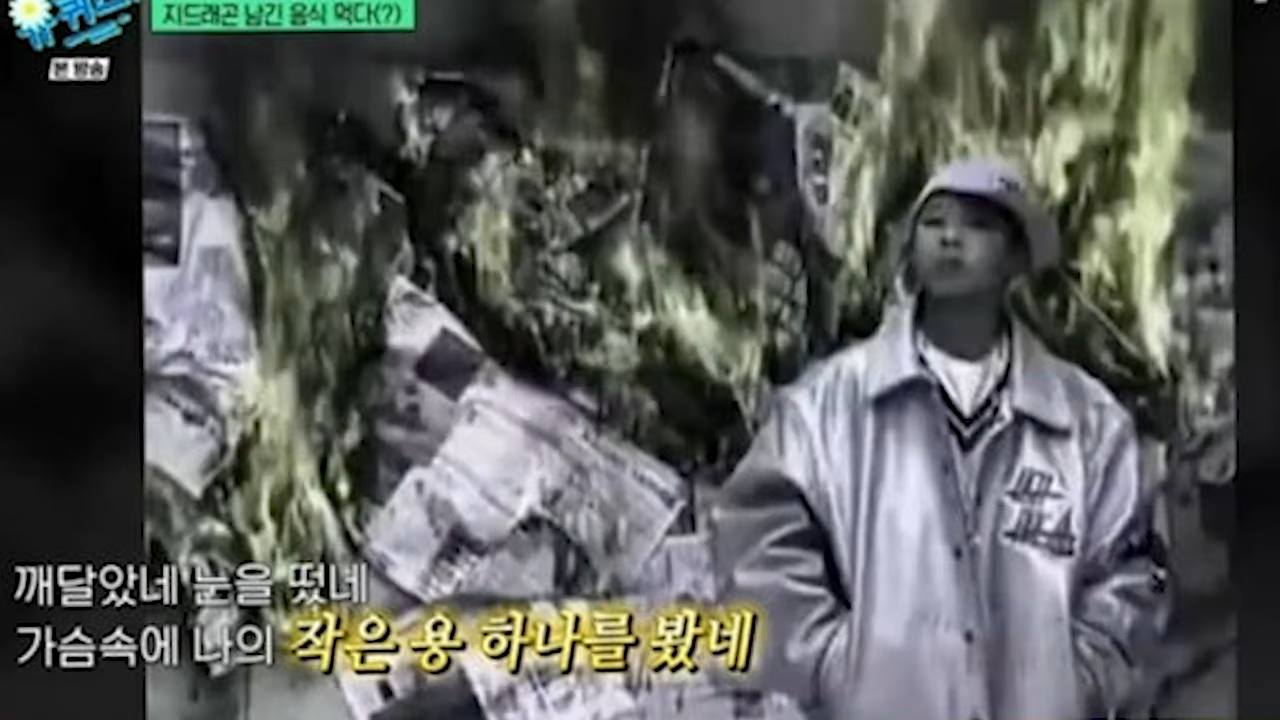 지드래곤 남긴 음식 먹다(?)
본 방송
깨달았네 눈을 떴네
가슴속에 나의 작은 용 하나를 봤네